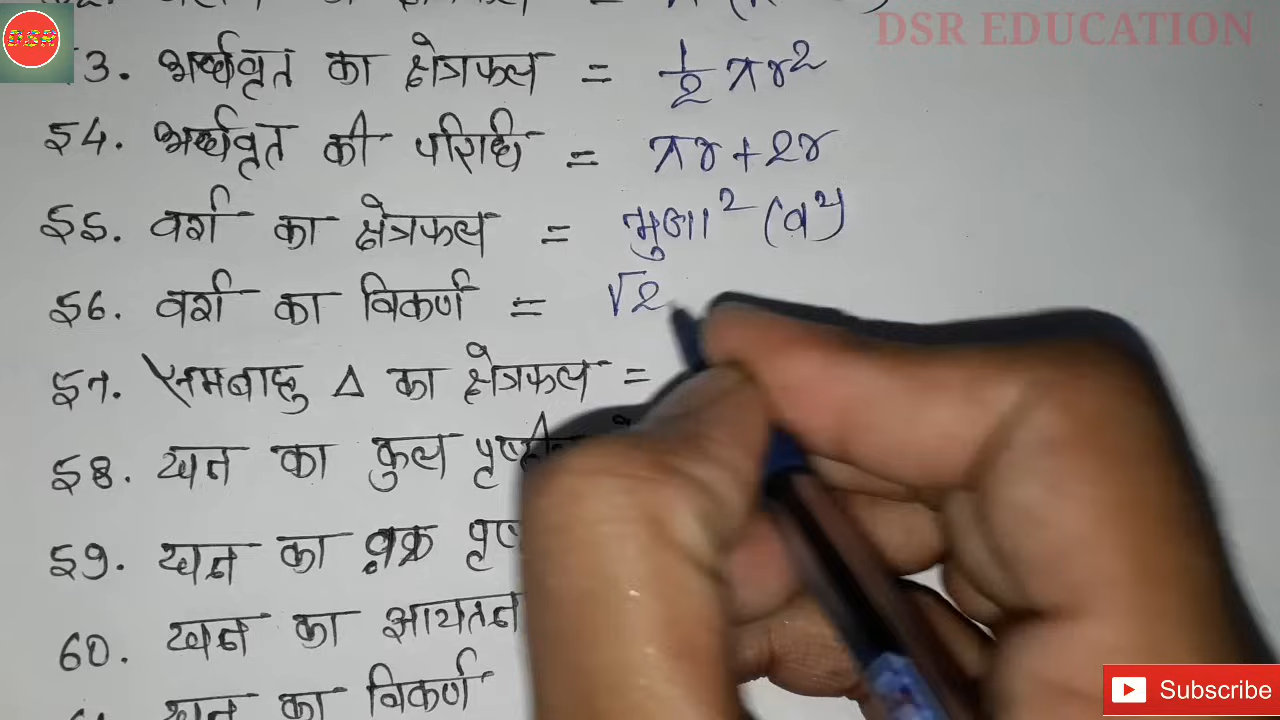 DSR
DSR EDUCATION
53. अर्धवृत का क्षेत्रफल = 1/2 πr²
54. अर्धवृत की परिधि = πr + 2r
55. वर्ग का क्षेत्रफल = भुजा² (a²)
56. वर्ग का विकर्ण = √2
57. समबाहु Δ का क्षेत्रफल =
58. घन का कुल
59. घन का वक्र
60. घन का आयतन
घन का विकर्ण
Subscribe